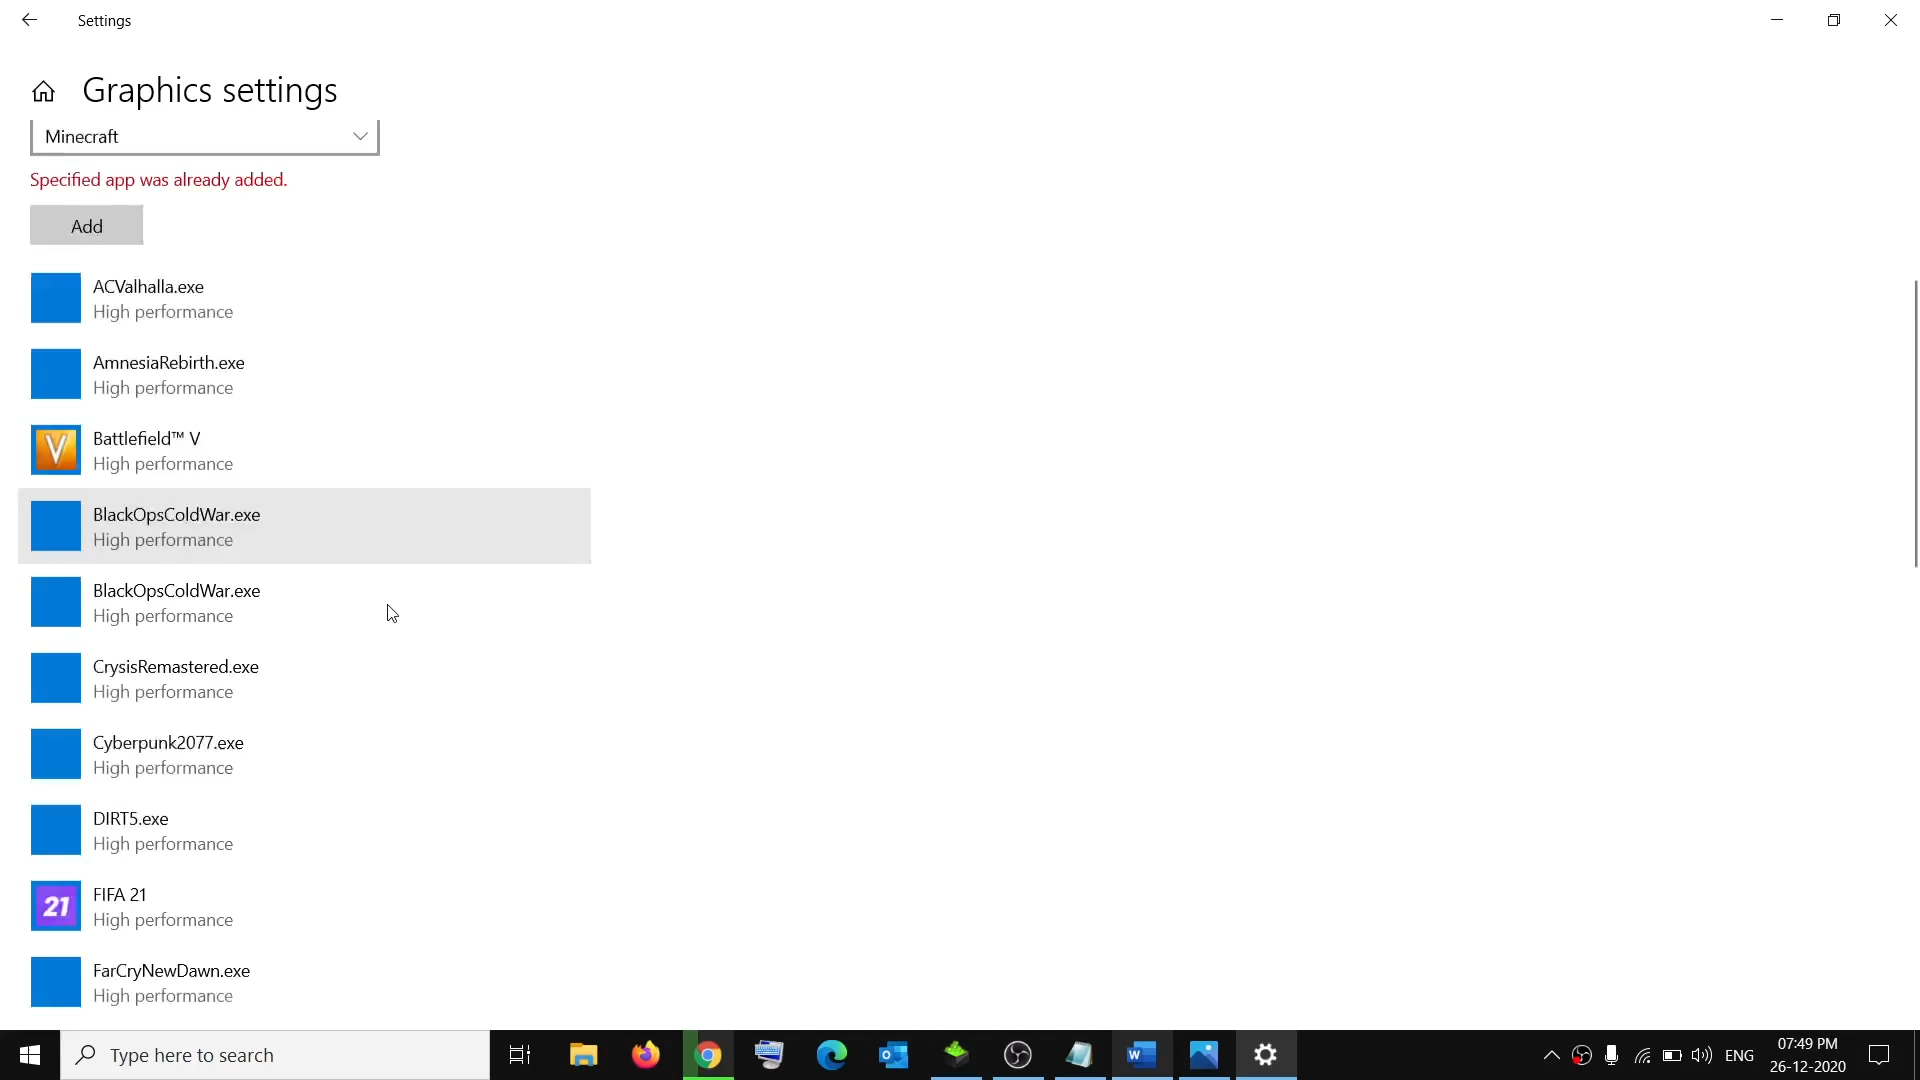 Settings
Graphics settings
Minecraft
Specified app was already added.
Add
ACValhalla.exe
High performance
AmnesiaRebirth.exe
High performance
V
Battlefield™ V
High performance
BlackOpsColdWar.exe
High performance
BlackOpsColdWar.exe
High performance
CrysisRemastered.exe
High performance
Cyberpunk2077.exe
High performance
DIRT5.exe
High performance
21
FIFA 21
High performance
FarCryNewDawn.exe
High performance
Type here to search
ENG
07:49 PM
26-12-2020